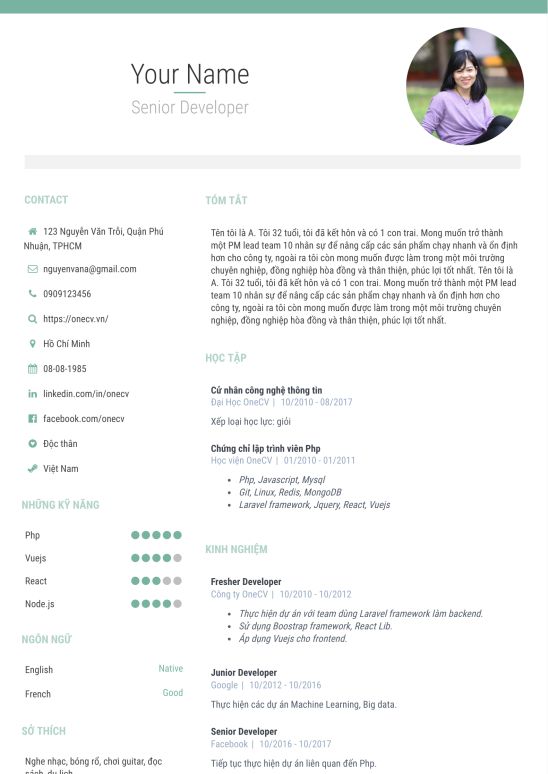 Your Name
Senior Developer
CONTACT
123 Nguyễn Văn Trỗi, Quận Phú
Nhuận, TPHCM
nguyenvana@gmail.com
0909123456
https://onecv.vn/
Hồ Chí Minh
08-08-1985
linkedin.com/in/onecv
facebook.com/onecv
Độc thân
Việt Nam
NHỮNG KỸ NĂNG
Php
Vuejs
React
Node.js
NGÔN NGỮ
English Native
French Good
SỞ THÍCH
Nghe nhạc, bóng rổ, chơi guitar, đọc
sách, du lịch
TÓM TẮT
Tên tôi là A. Tôi 32 tuổi, tôi đã kết hôn và có 1 con trai. Mong muốn trở thành
một PM lead team 10 nhân sự để nâng cấp các sản phẩm chạy nhanh và ổn định
hơn cho công ty, ngoài ra tôi còn mong muốn được làm trong một môi trường
chuyên nghiệp, đồng nghiệp hòa đồng và thân thiện, phúc lợi tốt nhất. Tên tôi là
A. Tôi 32 tuổi, tôi đã kết hôn và có 1 con trai. Mong muốn trở thành một PM lead
team 10 nhân sự để nâng cấp các sản phẩm chạy nhanh và ổn định hơn cho
công ty, ngoài ra tôi còn mong muốn được làm trong một môi trường chuyên
nghiệp, đồng nghiệp hòa đồng và thân thiện, phúc lợi tốt nhất.
HỌC TẬP
Cử nhân công nghệ thông tin
Đại Học OneCV | 10/2010 - 08/2017
Xếp loại học lực: giỏi
Chứng chỉ lập trình viên Php
Học viện OneCV | 01/2010 - 01/2011
• Php, Javascript, Mysql
• Git, Linux, Redis, MongoDB
• Laravel framework, Jquery, React, Vuejs
KINH NGHIỆM
Fresher Developer
Công ty OneCV | 10/2010 - 10/2012
• Thực hiện dự án với team dùng Laravel framework làm backend.
• Sử dụng Boostrap framework, React Lib.
• Áp dụng Vuejs cho frontend.
Junior Developer
Google | 10/2012 - 10/2016
Thực hiện các dự án Machine Learning, Big data.
Senior Developer
Facebook | 10/2016 - 10/2017
Tiếp tục thực hiện dự án liên quan đến Php.